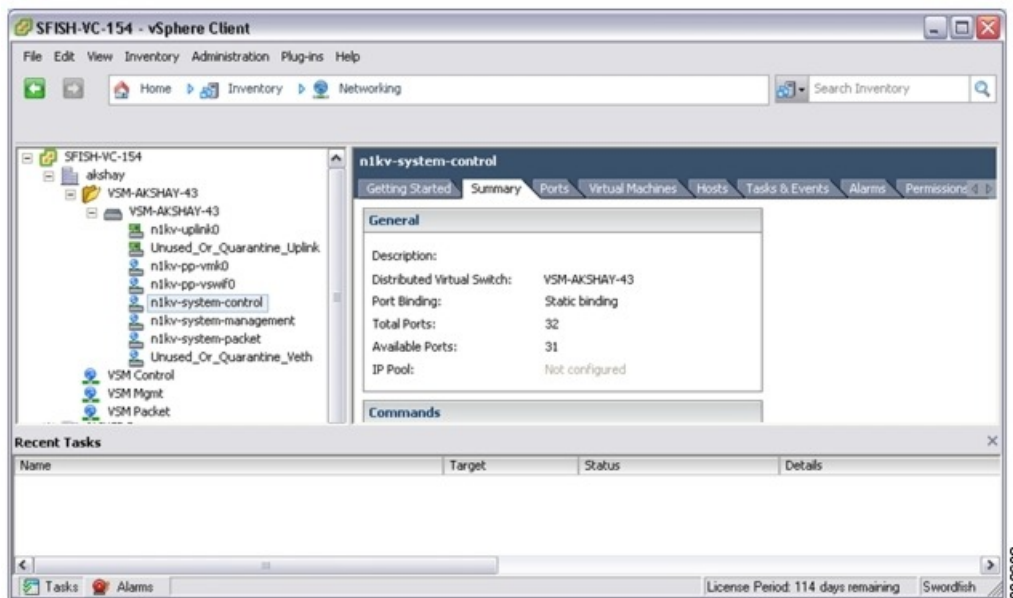 SFISH-VC-154 - vSphere Client
File Edit View Inventory Administration Plug-ins Help
Home Inventory Networking
Search Inventory
SFISH-VC-154
akshay
VSM-AKSHAY-43
VSM-AKSHAY-43
n1kv-uplink0
Unused_Or_Quarantine_Uplink
n1kv-pp-vmk0
n1kv-pp-vswif0
n1kv-system-control
n1kv-system-management
n1kv-system-packet
Unused_Or_Quarantine_Veth
VSM Control
VSM Mgmt
VSM Packet
n1kv-system-control
Getting Started Summary Ports Virtual Machines Hosts Tasks & Events Alarms Permissions
General
Description:
Distributed Virtual Switch: VSM-AKSHAY-43
Port Binding: Static binding
Total Ports: 32
Available Ports: 31
IP Pool: Not configured
Commands
Recent Tasks
Name Target Status Details
Tasks Alarms
License Period: 114 days remaining Swordfish